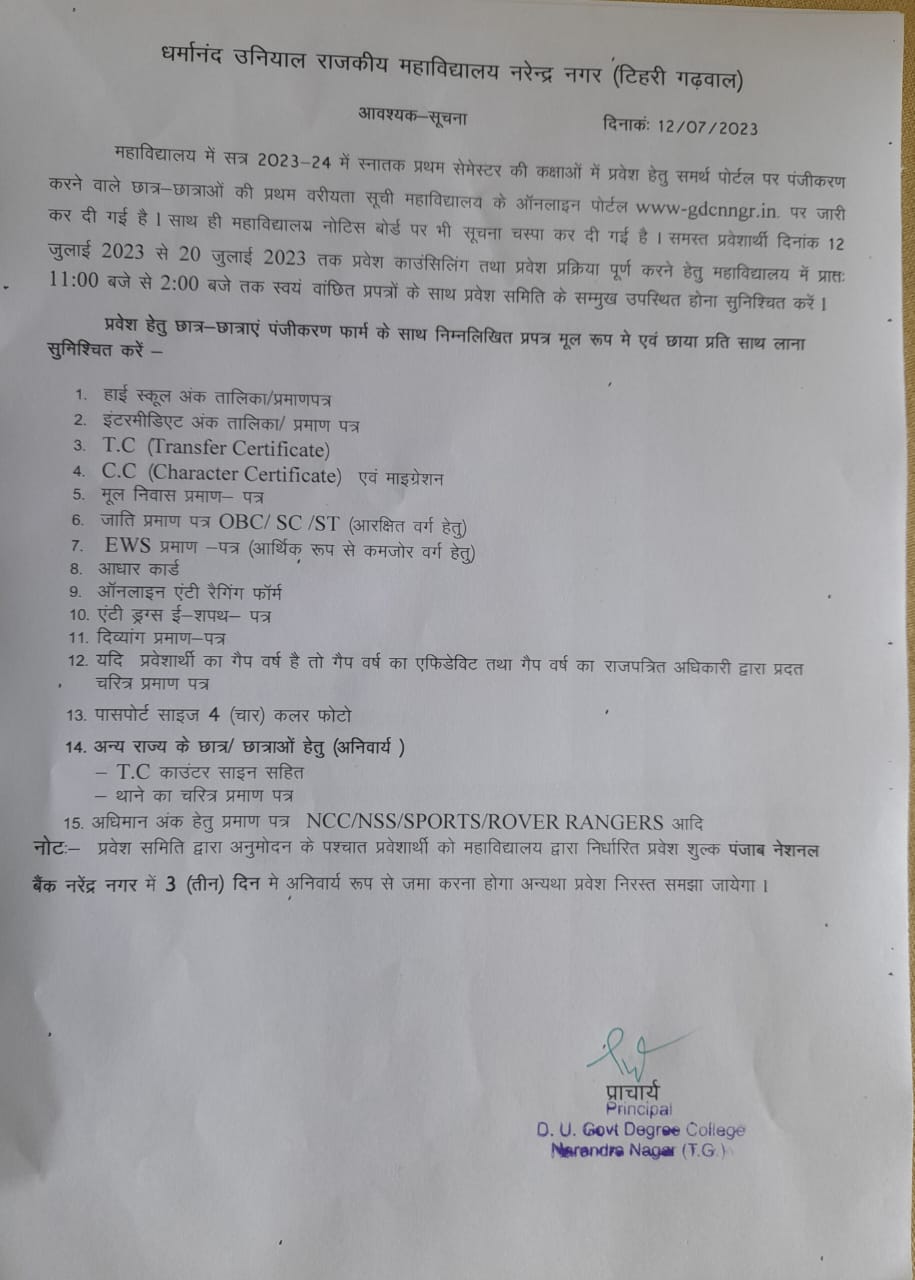 धर्मानंद उनियाल राजकीय महाविद्यालय नरेन्द्र नगर (टिहरी गढ़वाल)
आवश्यक–सूचना
दिनाकंः 12/07/2023
महाविद्यालय में सत्र 2023–24 में स्नातक प्रथम सेमेस्टर की कक्षाओं में प्रवेश हेतु समर्थ पोर्टल पर पंजीकरण
करने वाले छात्र–छात्राओं की प्रथम वरीयता सूची महाविद्यालय के ऑनलाइन पोर्टल www-gdcnngr.in. पर जारी
कर दी गई है । साथ ही महाविद्यालय नोटिस बोर्ड पर भी सूचना चस्पा कर दी गई है । समस्त प्रवेशार्थी दिनांक 12
जुलाई 2023 से 20 जुलाई 2023 तक प्रवेश काउंसिलिंग तथा प्रवेश प्रक्रिया पूर्ण करने हेतु महाविद्यालय में प्रातः
11:00 बजे से 2:00 बजे तक स्वयं वांछित प्रपत्रों के साथ प्रवेश समिति के सम्मुख उपस्थित होना सुनिश्चित करें ।
प्रवेश हेतु छात्र–छात्राएं पंजीकरण फार्म के साथ निम्नलिखित प्रपत्र मूल रूप मे एवं छाया प्रति साथ लाना
सुमिश्चित करें –
1. हाई स्कूल अंक तालिका/प्रमाणपत्र
2. इंटरमीडिएट अंक तालिका/ प्रमाण पत्र
3. T.C (Transfer Certificate)
4. C.C (Character Certificate) एवं माइग्रेशन
5. मूल निवास प्रमाण– पत्र
6. जाति प्रमाण पत्र OBC/ SC /ST (आरक्षित वर्ग हेतु)
7. EWS प्रमाण –पत्र (आर्थिक रूप से कमजोर वर्ग हेतु)
8. आधार कार्ड
9. ऑनलाइन एंटी रैगिंग फॉर्म
10. एंटी ड्रग्स ई–शपथ– पत्र
11. दिव्यांग प्रमाण–पत्र
12. यदि प्रवेशार्थी का गैप वर्ष है तो गैप वर्ष का एफिडेविट तथा गैप वर्ष का राजपत्रित अधिकारी द्वारा प्रदत
चरित्र प्रमाण पत्र
13. पासपोर्ट साइज 4 (चार) कलर फोटो
14. अन्य राज्य के छात्र/ छात्राओं हेतु (अनिवार्य )
– T.C काउंटर साइन सहित
– थाने का चरित्र प्रमाण पत्र
15. अधिमान अंक हेतु प्रमाण पत्र NCC/NSS/SPORTS/ROVER RANGERS आदि
नोटः– प्रवेश समिति द्वारा अनुमोदन के पश्चात प्रवेशार्थी को महाविद्यालय द्वारा निर्धारित प्रवेश शुल्क पंजाब नेशनल
बैंक नरेंद्र नगर में 3 (तीन) दिन मे अनिवार्य रूप से जमा करना होगा अन्यथा प्रवेश निरस्त समझा जायेगा ।
प्राचार्य
Principal
D. U. Govt Degree College
Narendra Nagar (T.G.)